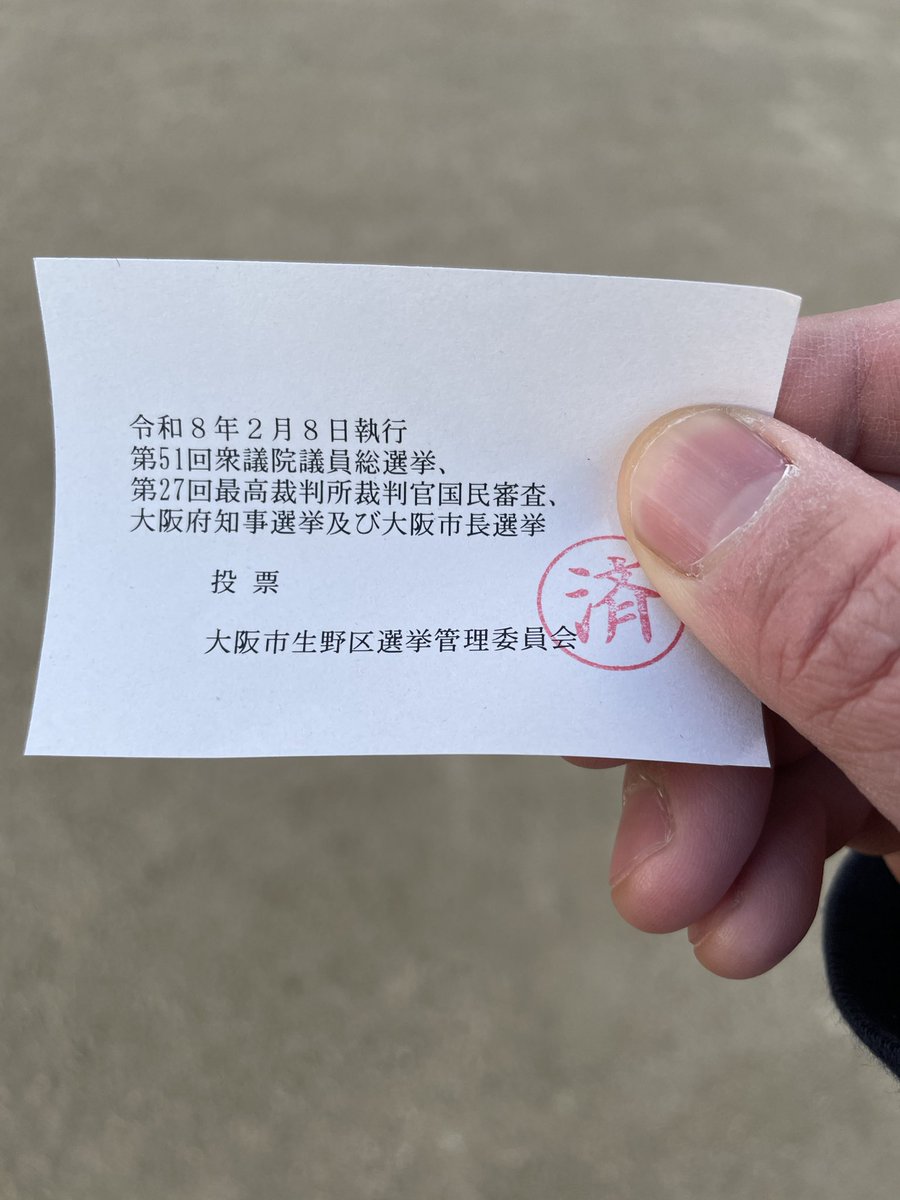 令和８年２月８日執行
第51回衆議院議員総選挙、
第27回最高裁判所裁判官国民審査、
大阪府知事選挙及び大阪市長選挙
投票
済
大阪市生野区選挙管理委員会